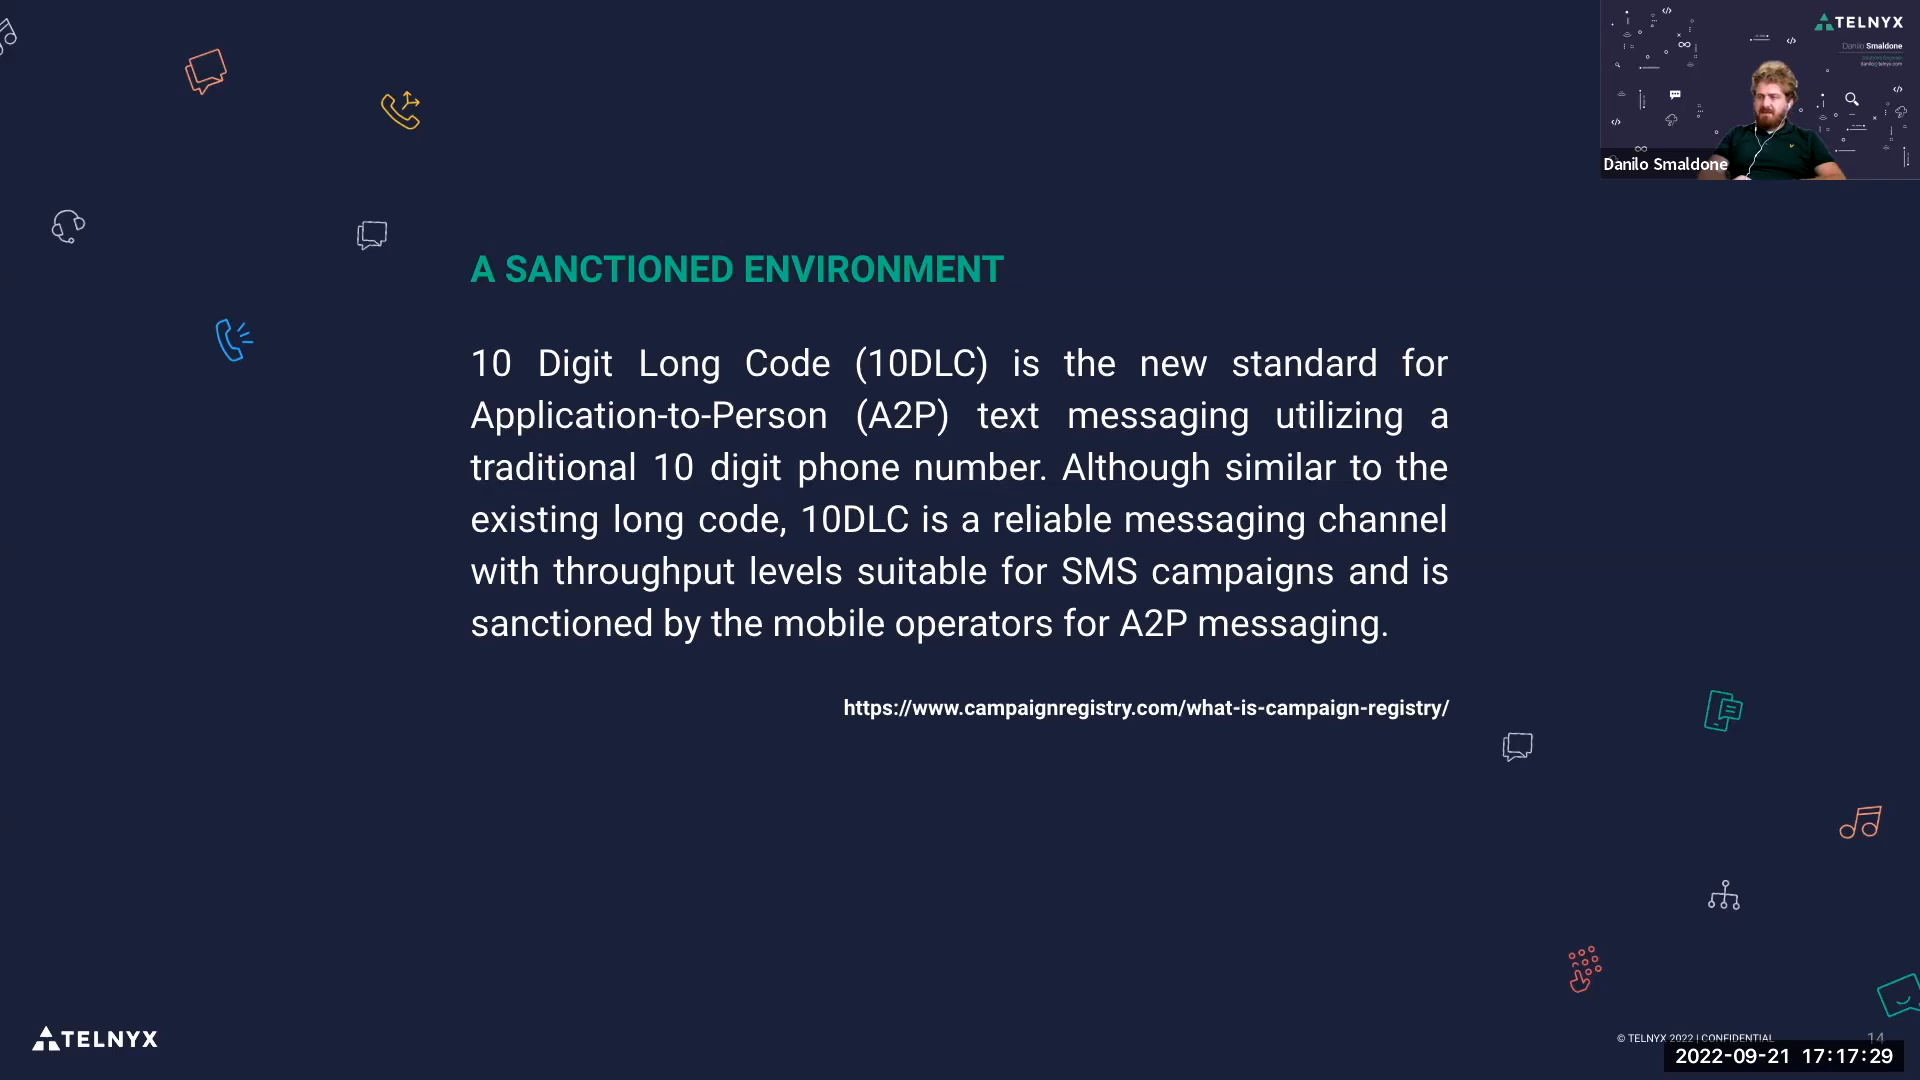 TELNYX
Danilo Smaldone
danilo@telnyx.com
Danilo Smaldone
A SANCTIONED ENVIRONMENT
10 Digit Long Code (10DLC) is the new standard for
Application-to-Person (A2P) text messaging utilizing a
traditional 10 digit phone number. Although similar to the
existing long code, 10DLC is a reliable messaging channel
with throughput levels suitable for SMS campaigns and is
sanctioned by the mobile operators for A2P messaging.
https://www.campaignregistry.com/what-is-campaign-registry/
TELNYX
© TELNYX 2022 | CONFIDENTIAL
14
2022-09-21 17:17:29